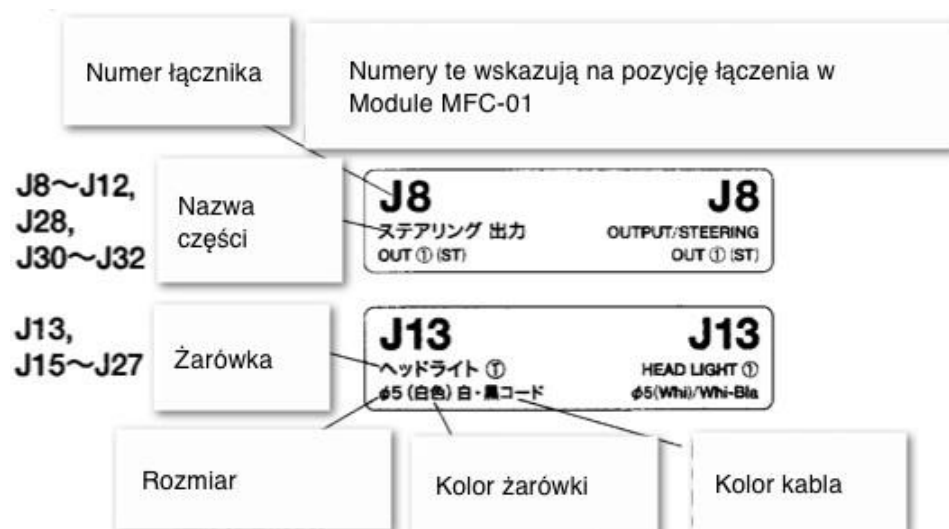 Numer łącznika
Numery te wskazują na pozycję łączenia w
Module MFC-01
J8～J12,
J28,
J30～J32
Nazwa
części
J8
ステアリング 出力
OUT ① (ST)
J8
OUTPUT/STEERING
OUT ① (ST)
J13,
J15～J27
Żarówka
J13
ヘッドライト ①
φ5 (白色) 白・黒コード
J13
HEAD LIGHT ①
φ5(Whi)/Whi-Bla
Rozmiar
Kolor żarówki
Kolor kabla